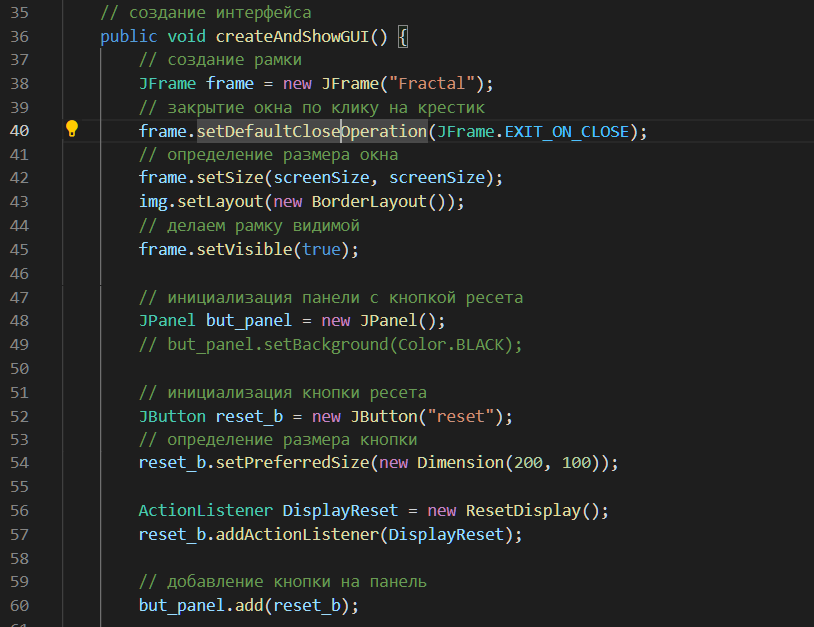 35 // создание интерфейса
36 public void createAndShowGUI() {
37 // создание рамки
38 JFrame frame = new JFrame("Fractal");
39 // закрытие окна по клику на крестик
40 frame.setDefaultCloseOperation(JFrame.EXIT_ON_CLOSE);
41 // определение размера окна
42 frame.setSize(screenSize, screenSize);
43 img.setLayout(new BorderLayout());
44 // делаем рамку видимой
45 frame.setVisible(true);
46
47 // инициализация панели с кнопкой ресета
48 JPanel but_panel = new JPanel();
49 // but_panel.setBackground(Color.BLACK);
50
51 // инициализация кнопки ресета
52 JButton reset_b = new JButton("reset");
53 // определение размера кнопки
54 reset_b.setPreferredSize(new Dimension(200, 100));
55
56 ActionListener DisplayReset = new ResetDisplay();
57 reset_b.addActionListener(DisplayReset);
58
59 // добавление кнопки на панель
60 but_panel.add(reset_b);